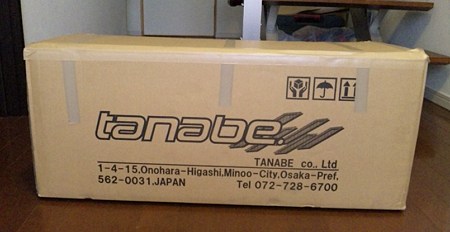 tanabe.
TANABE co., Ltd
1-4-15.Onohara-Higashi.Minoo-City.Osaka-Pref.
562-0031.JAPAN Tel 072-728-6700